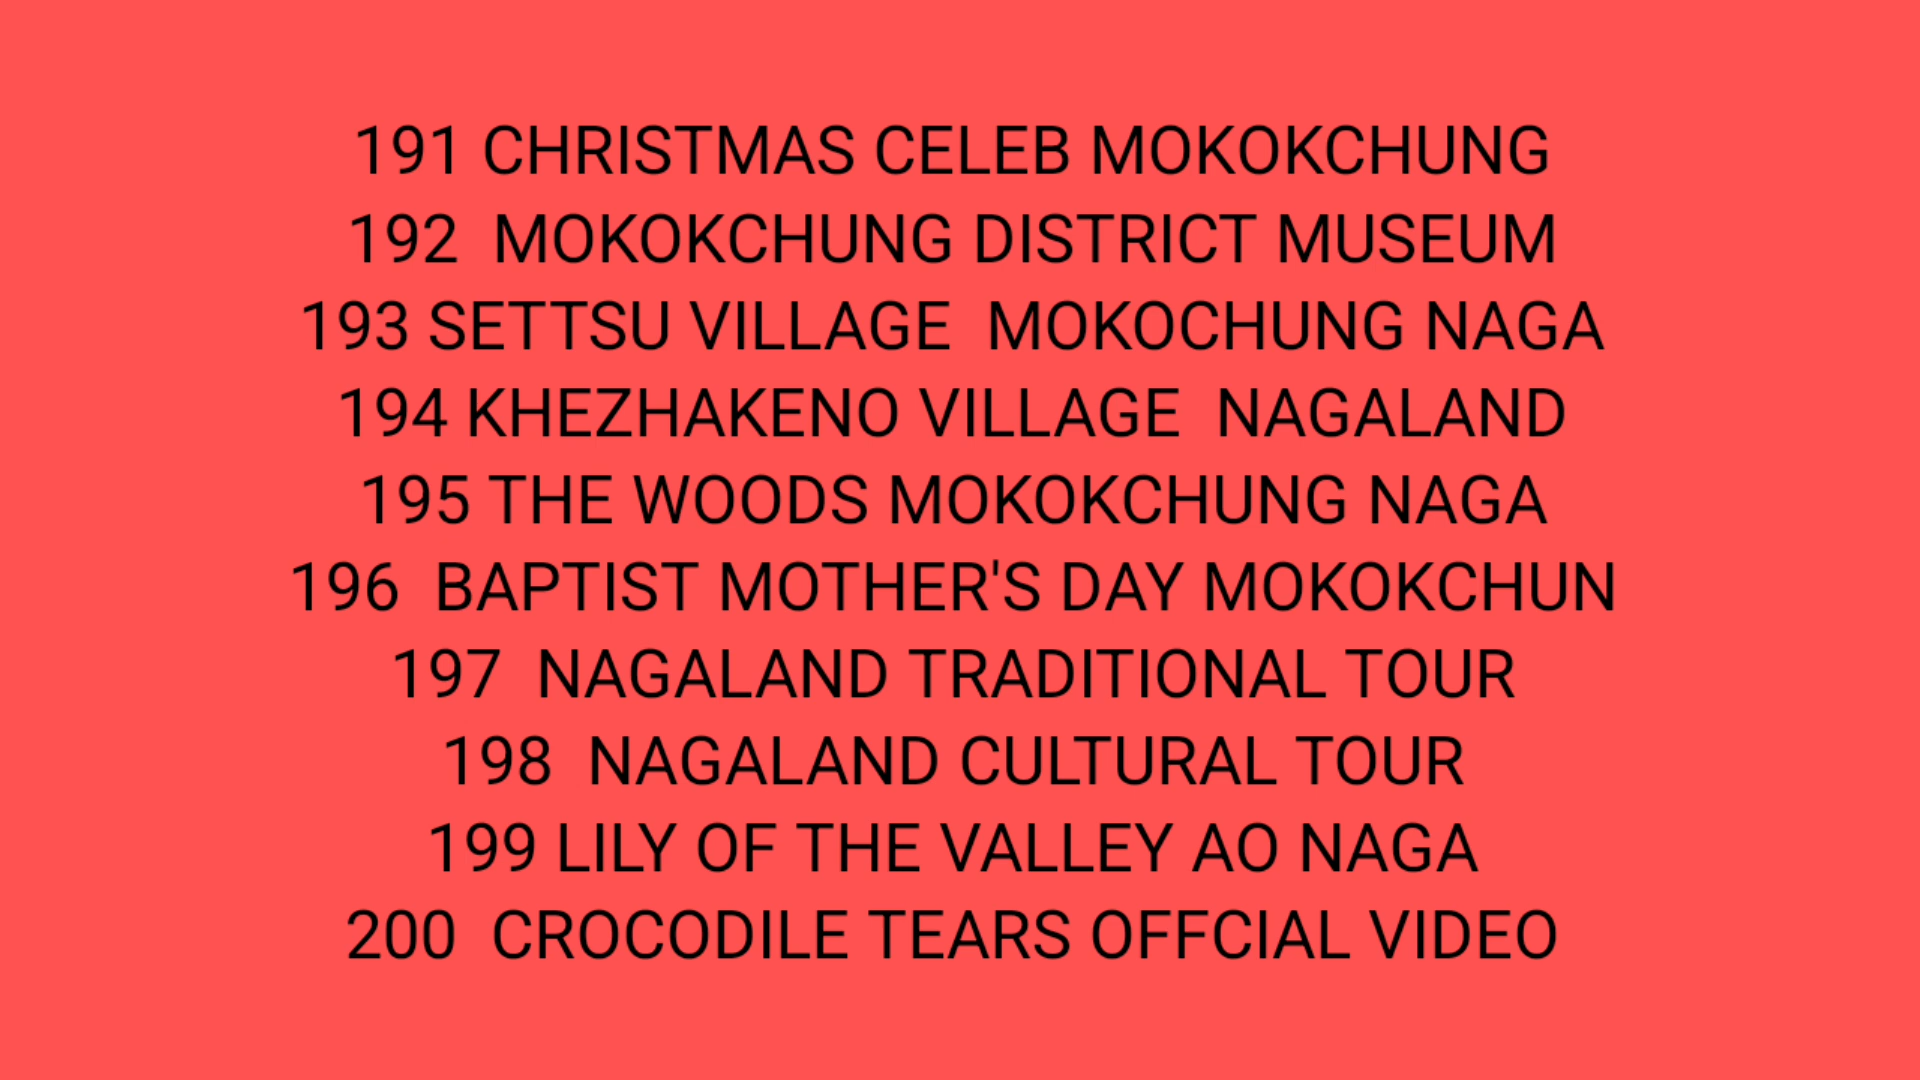 191 CHRISTMAS CELEB MOKOKCHUNG
192  MOKOKCHUNG DISTRICT MUSEUM
193 SETTSU VILLAGE  MOKOCHUNG NAGA
194 KHEZHAKENO VILLAGE  NAGALAND
195 THE WOODS MOKOKCHUNG NAGA
196  BAPTIST MOTHER'S DAY MOKOKCHUN
197  NAGALAND TRADITIONAL TOUR
198  NAGALAND CULTURAL TOUR
199 LILY OF THE VALLEY AO NAGA
200  CROCODILE TEARS OFFCIAL VIDEO